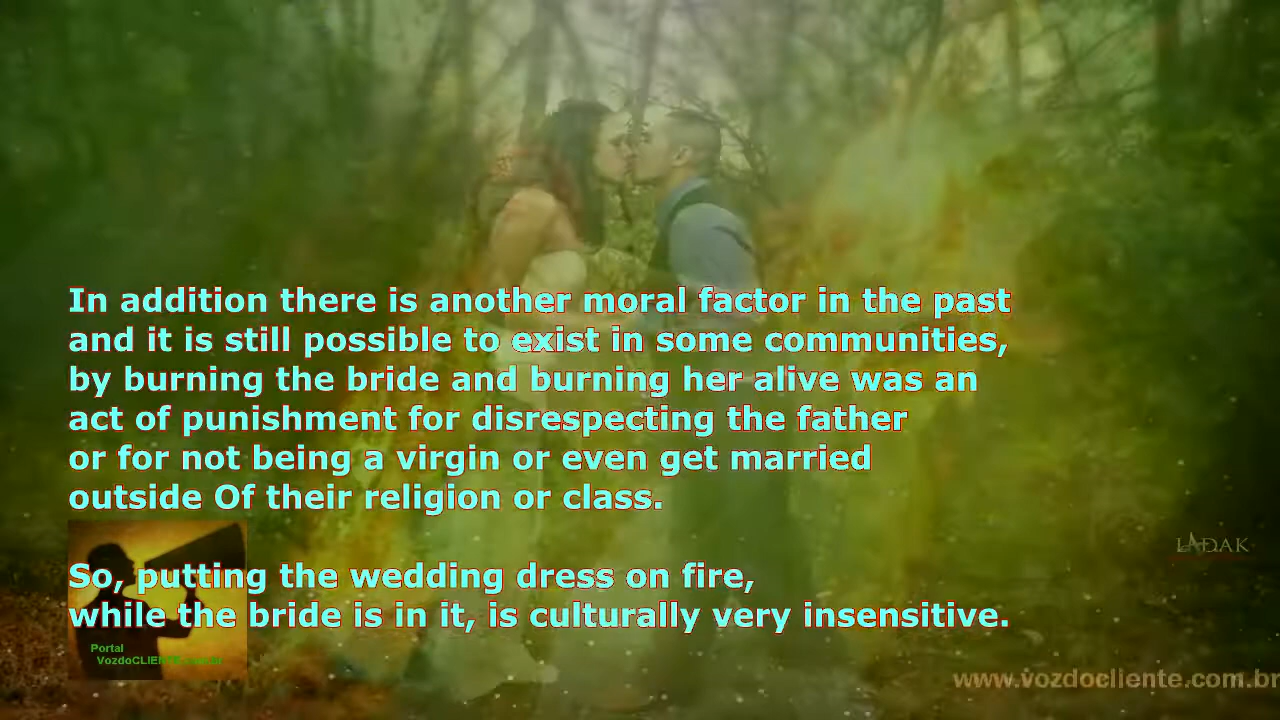 In addition there is another moral factor in the past
and it is still possible to exist in some communities,
by burning the bride and burning her alive was an
act of punishment for disrespecting the father
or for not being a virgin or even get married
outside Of their religion or class.
So, putting the wedding dress on fire,
while the bride is in it, is culturally very insensitive.
LADAK
Portal
VozdoCLIENTE.com.br
www.vozdocliente.com.br